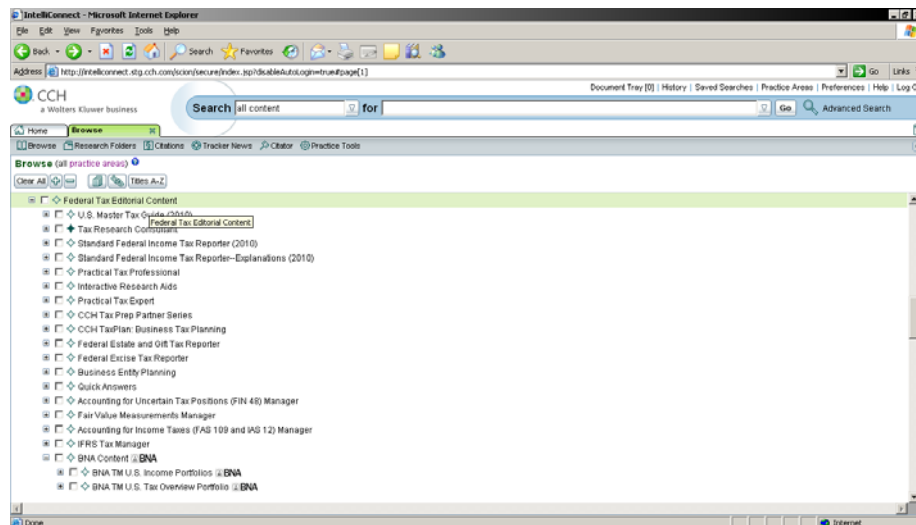 IntelliConnect - Microsoft Internet Explorer
File Edit View Favorites Tools Help
Back Search Favorites
Address http://intelliconnect.stg.cch.com/scion/secure/index.jsp?disableAutoLogin=true#page[1] Go Links
Document Tray [0] | History | Saved Searches | Practice Areas | Preferences | Help | Log
CCH
a Wolters Kluwer business
Search all content for Go Advanced Search
Home Browse
Browse Research Folders Citations Tracker News Citator Practice Tools
Browse (all practice areas)
Clear All Titles A-Z
Federal Tax Editorial Content
U.S. Master Tax Guide (2010)
Federal Tax Editorial Content
Tax Research Consultant
Standard Federal Income Tax Reporter (2010)
Standard Federal Income Tax Reporter--Explanations (2010)
Practical Tax Professional
Interactive Research Aids
Practical Tax Expert
CCH Tax Prep Partner Series
CCH TaxPlan: Business Tax Planning
Federal Estate and Gift Tax Reporter
Federal Excise Tax Reporter
Business Entity Planning
Quick Answers
Accounting for Uncertain Tax Positions (FIN 48) Manager
Fair Value Measurements Manager
Accounting for Income Taxes (FAS 109 and IAS 12) Manager
IFRS Tax Manager
BNA Content BNA
BNA TM U.S. Income Portfolios BNA
BNA TM U.S. Tax Overview Portfolio BNA
Done Internet